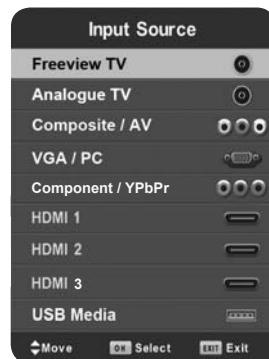 Input Source
Freeview TV
Analogue TV
Composite / AV
VGA / PC
Component / YPbPr
HDMI 1
HDMI 2
HDMI 3
USB Media
Move OK Select EXIT Exit